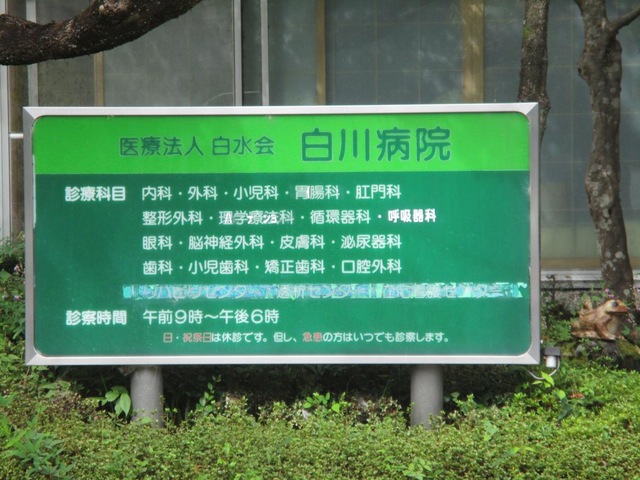 医療法人 白水会 白川病院
診療科目 内科・外科・小児科・胃腸科・肛門科
整形外科・理学療法科・循環器科・呼吸器科
眼科・脳神経外科・皮膚科・泌尿器科
歯科・小児歯科・矯正歯科・口腔外科
診察時間 午前9時～午後6時
日・祝祭日は休診です。但し、急患の方はいつでも診察します。